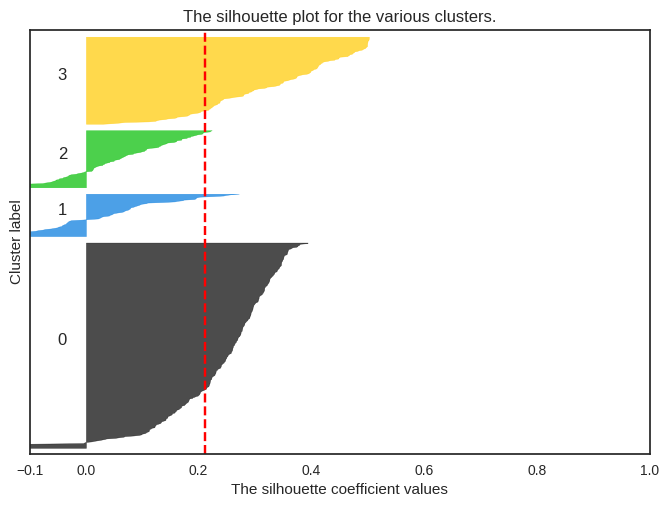 The silhouette plot for the various clusters.
3
2
1
0
Cluster label
−0.1 0.0 0.2 0.4 0.6 0.8 1.0
The silhouette coefficient values